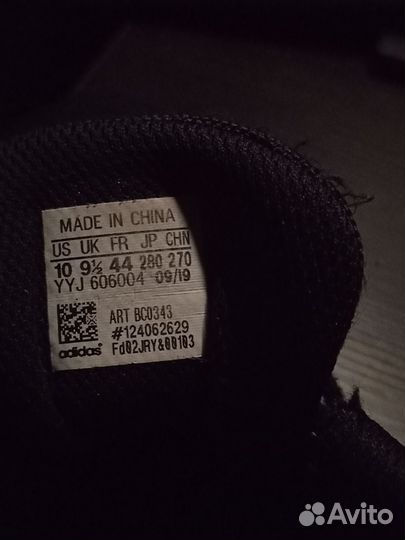 MADE IN CHINA
US UK FR JP CHN
10 9½ 44 280 270
YYJ 606004 09/19
ART BC0343
#124062629
adidas Fd02JRY&00103
Avito